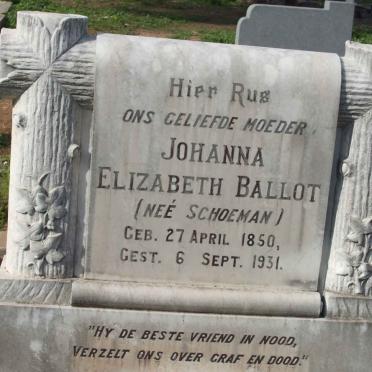 Hier Rus
ONS GELIEFDE MOEDER
JOHANNA
ELIZABETH BALLOT
(NEÉ SCHOEMAN)
GEB. 27 APRIL 1850,
GEST. 6 SEPT. 1931.
"HY DE BESTE VRIEND IN NOOD,
VERZELT ONS OVER GRAF EN DOOD."